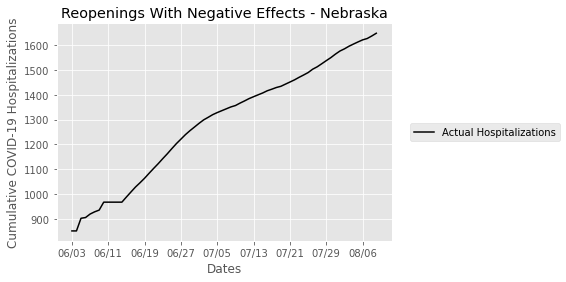 Reopenings With Negative Effects - Nebraska
Cumulative COVID-19 Hospitalizations
1600
1500
1400
1300
1200
1100
1000
900
06/03 06/11 06/19 06/27 07/05 07/13 07/21 07/29 08/06
Dates
Actual Hospitalizations